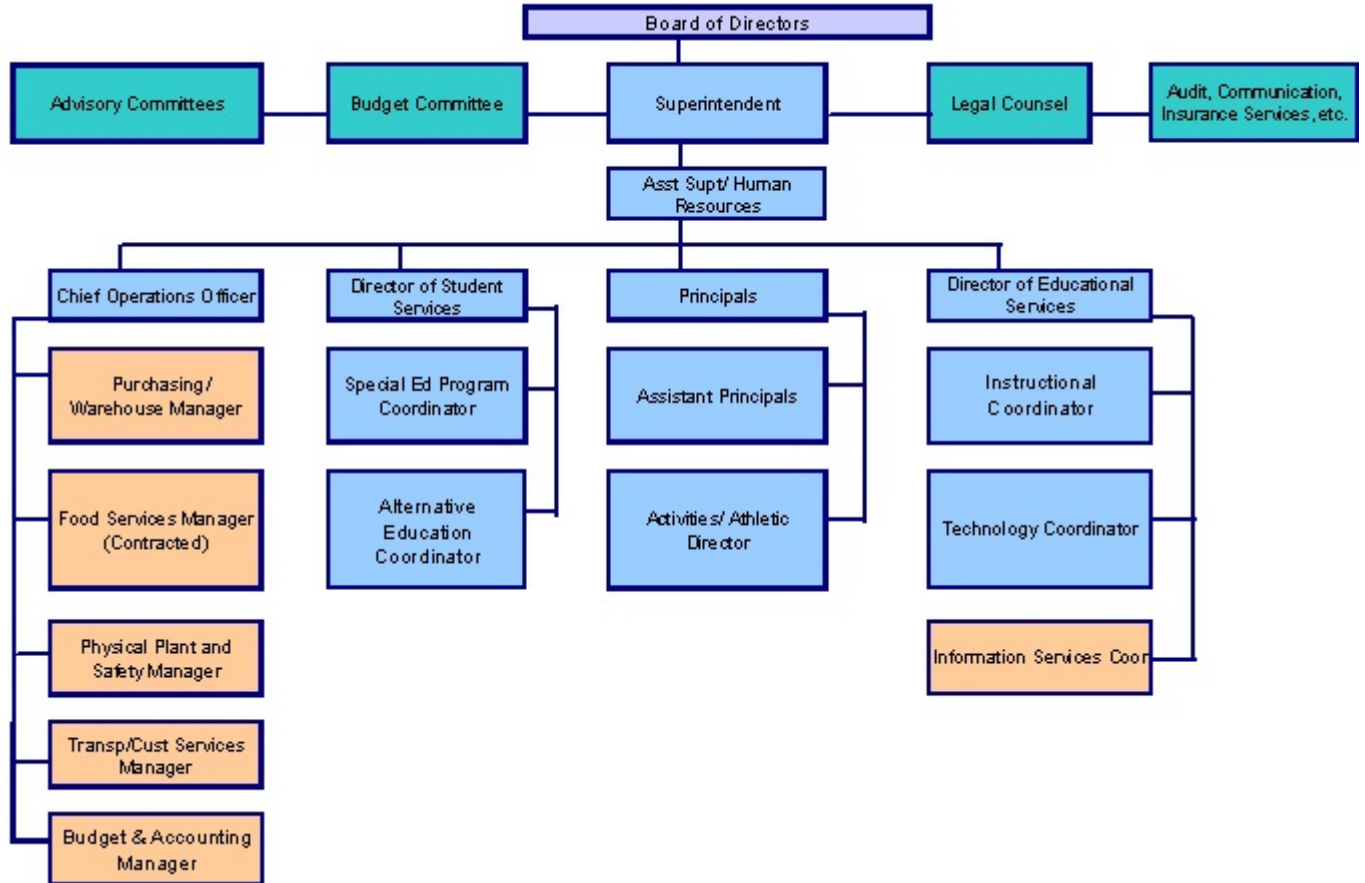 Board of Directors
Advisory Committees
Budget Committee
Superintendent
Legal Counsel
Audit, Communication,
Insurance Services, etc.
Asst Supt/ Human
Resources
Chief Operations Officer
Director of Student
Services
Principals
Director of Educational
Services
Purchasing/
Warehouse Manager
Special Ed Program
Coordinator
Assistant Principals
Instructional
Coordinator
Food Services Manager
(Contracted)
Alternative
Education
Coordinator
Activities/ Athletic
Director
Technology Coordinator
Physical Plant and
Safety Manager
Information Services Coor
Transp/Cust Services
Manager
Budget & Accounting
Manager